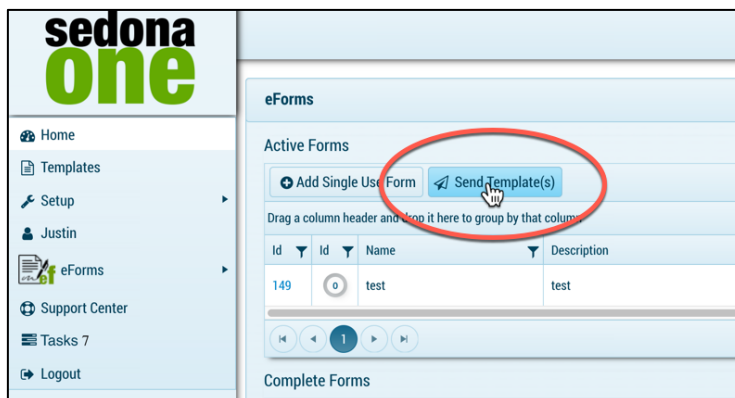 sedona
one
Home
Templates
Setup
Justin
eForms
Support Center
Tasks 7
Logout
eForms
Active Forms
Add Single Use Form
Send Template(s)
Drag a column header and drop it here to group by that column
Id Id Name Description
149 0 test test
1
Complete Forms